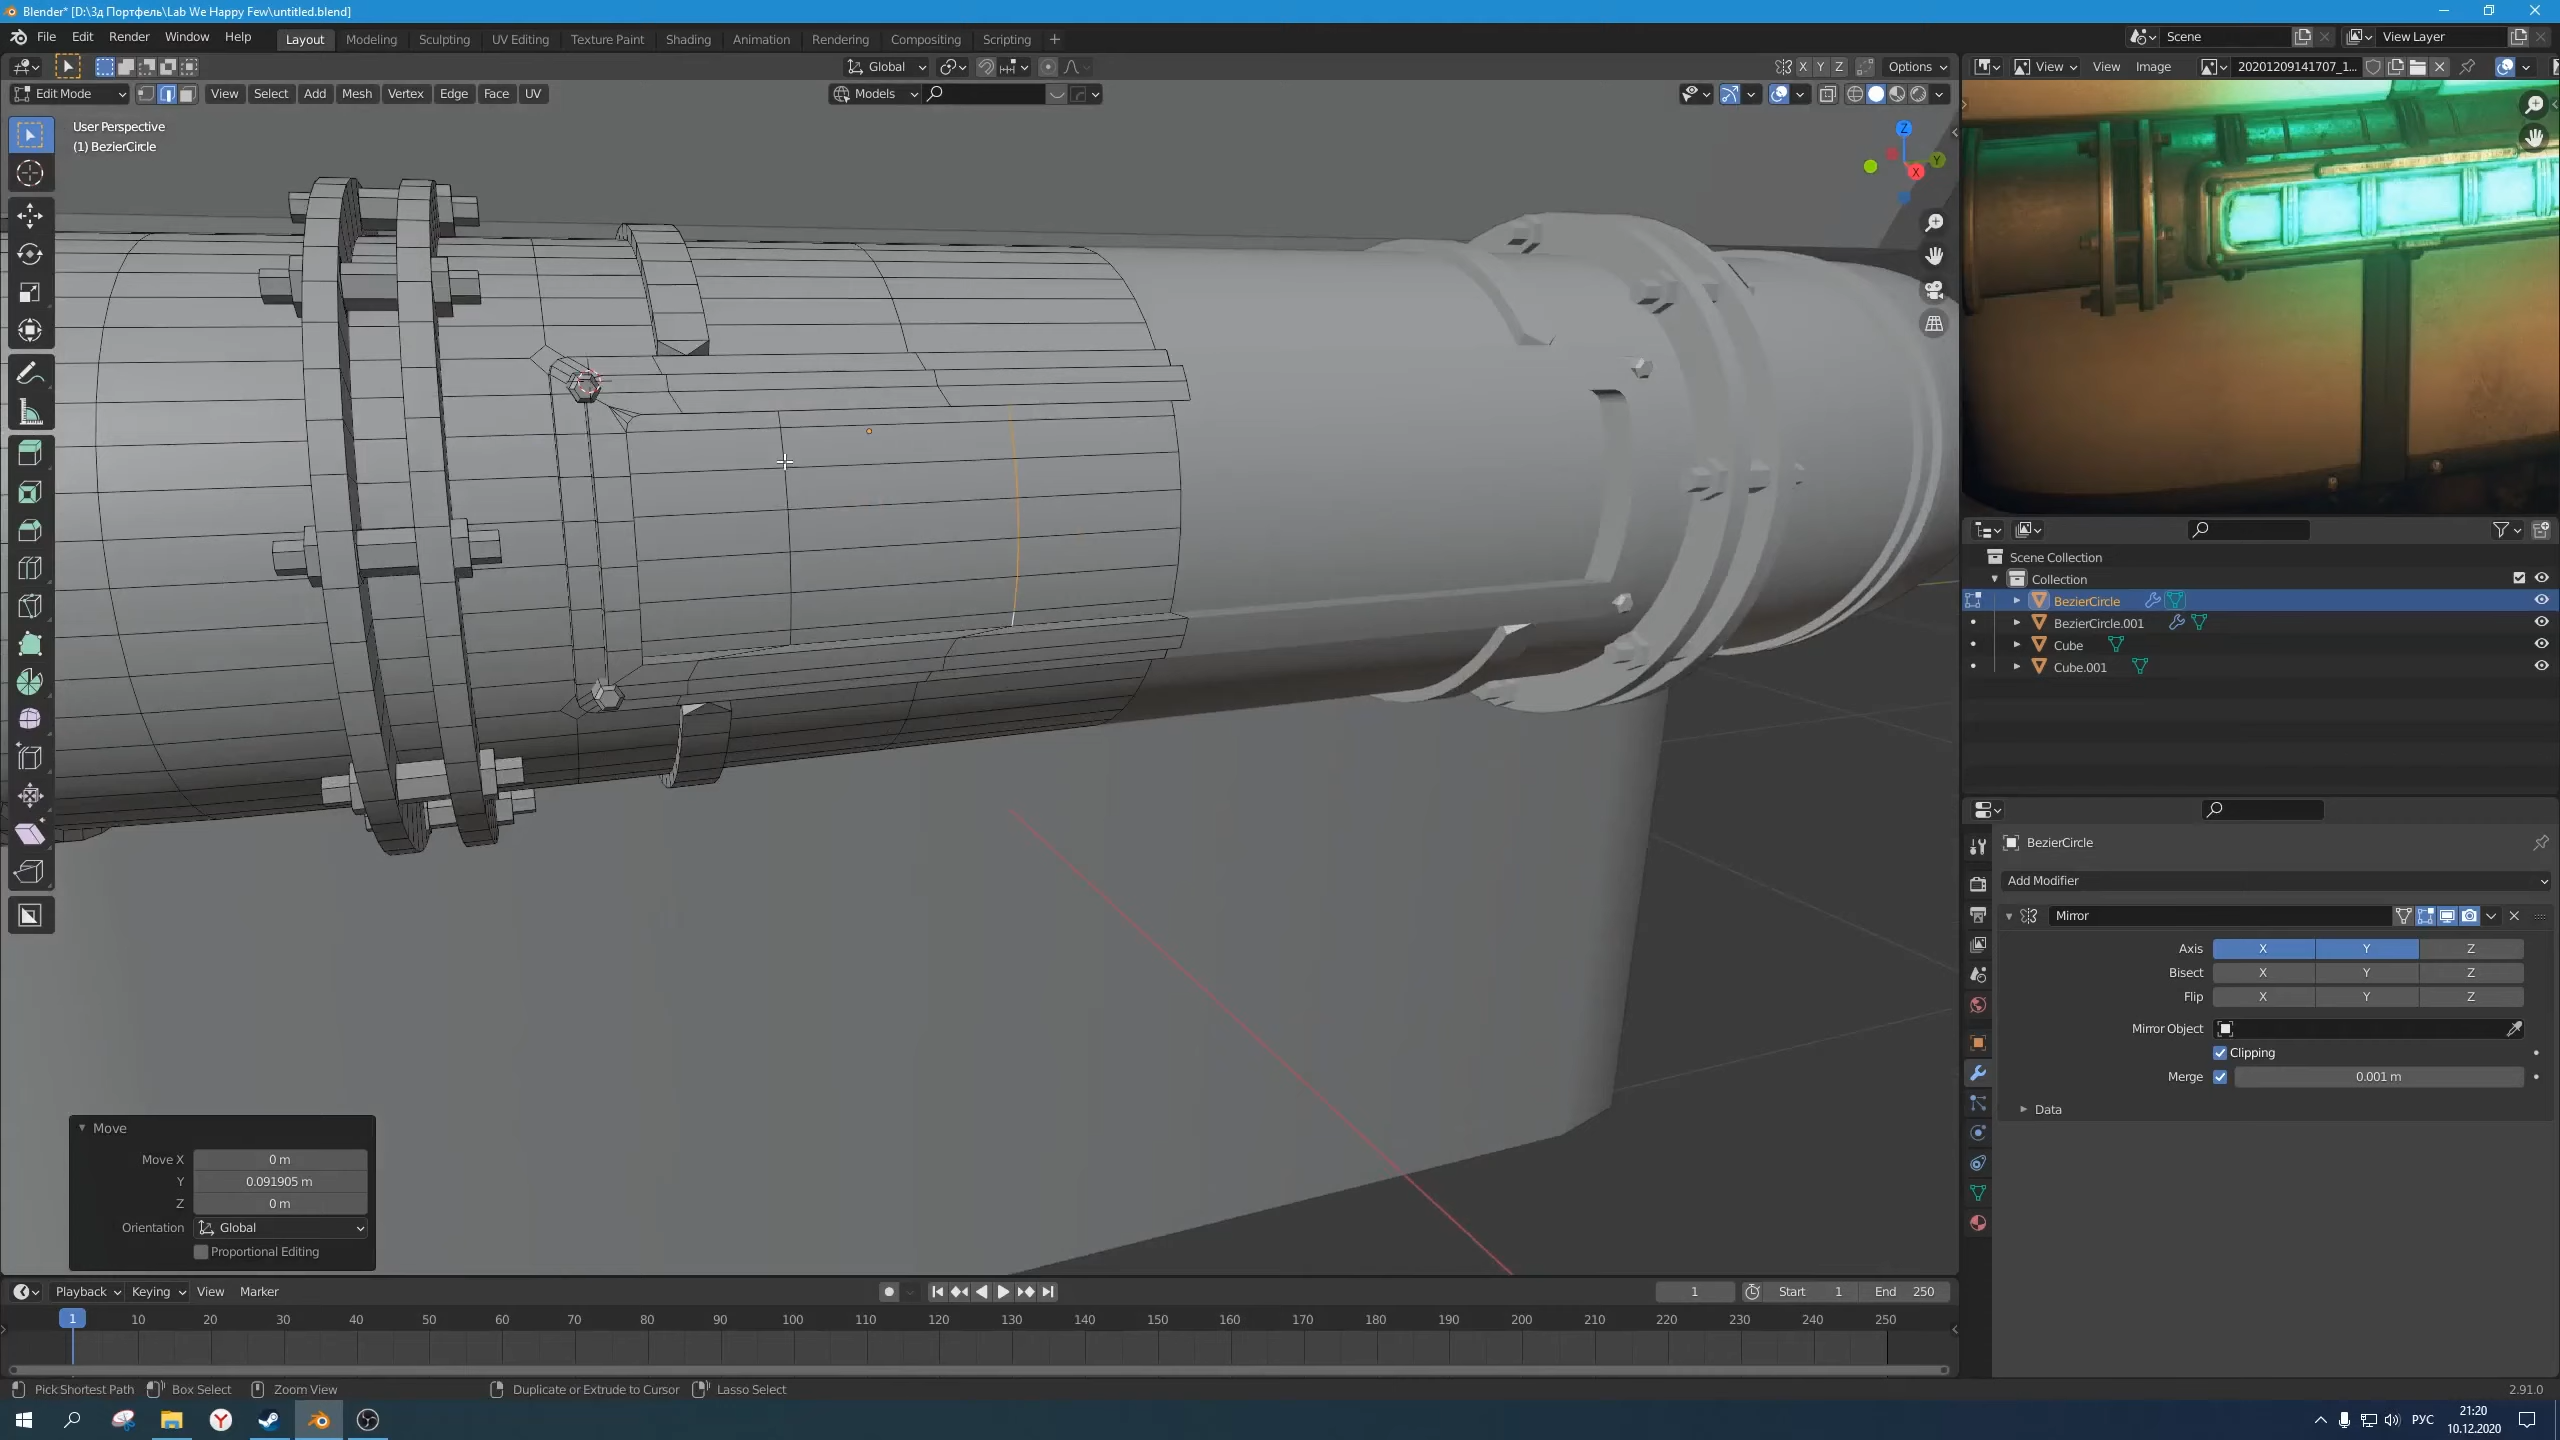 Blender* [D:\3д Портфель\Lab We Happy Few\untitled.blend]
File Edit Render Window Help Layout Modeling Sculpting UV Editing Texture Paint Shading Animation Rendering Compositing Scripting + Scene View Layer
Global X Y Z Options View View Image 20201209141707_1...
Edit Mode View Select Add Mesh Vertex Edge Face UV Models
User Perspective
(1) BezierCircle
Z
Y
X
Scene Collection
Collection
BezierCircle
BezierCircle.001
Cube
Cube.001
BezierCircle
Add Modifier
Mirror
Axis X Y Z
Bisect X Y Z
Flip X Y Z
Mirror Object
Clipping
Merge 0.001 m
Data
Move
Move X 0 m
Y 0.091905 m
Z 0 m
Orientation Global
Proportional Editing
Playback Keying View Marker 1 Start 1 End 250
1 10 20 30 40 50 60 70 80 90 100 110 120 130 140 150 160 170 180 190 200 210 220 230 240 250
Pick Shortest Path Box Select Zoom View Duplicate or Extrude to Cursor Lasso Select 2.91.0
РУС 21:20
10.12.2020